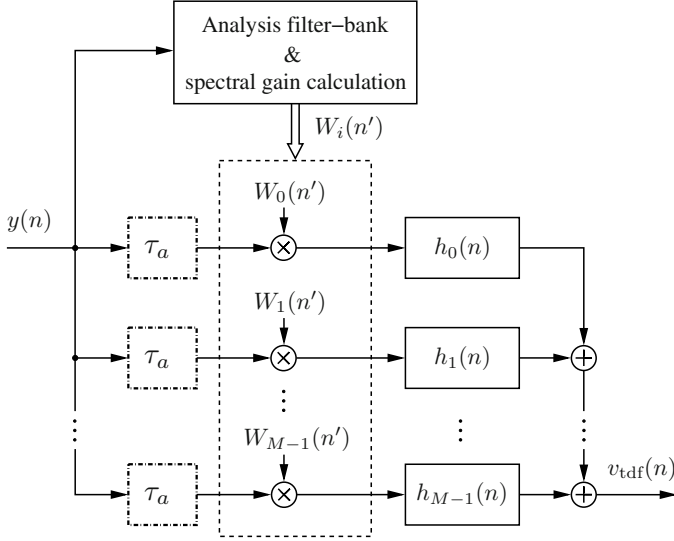 Analysis filter−bank
&
spectral gain calculation
W_i(n′)
W_0(n′)
y(n)
τ_a
h_0(n)
W_1(n′)
τ_a
h_1(n)
W_{M−1}(n′)
v_tdf(n)
τ_a
h_{M−1}(n)